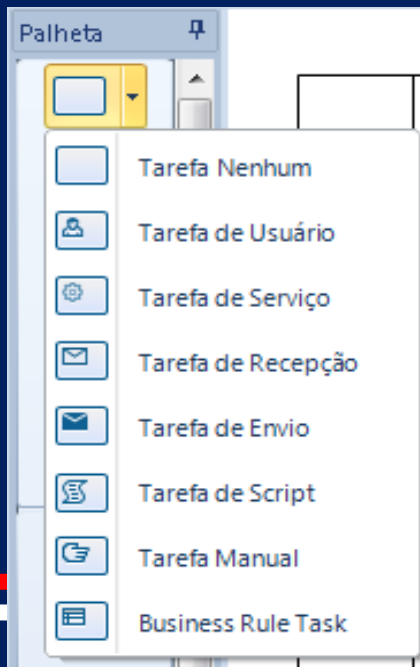 Palheta
Tarefa Nenhum
Tarefa de Usuário
Tarefa de Serviço
Tarefa de Recepção
Tarefa de Envio
Tarefa de Script
Tarefa Manual
Business Rule Task